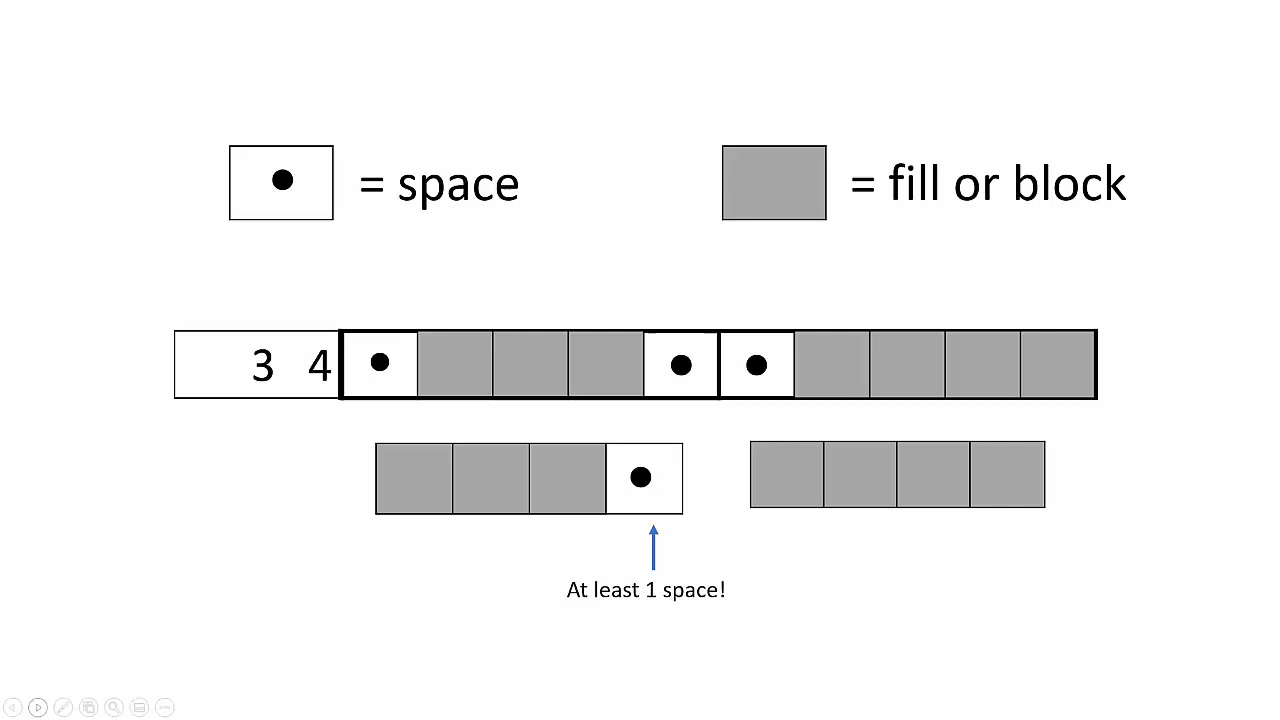 = space
= fill or block
3 4
At least 1 space!